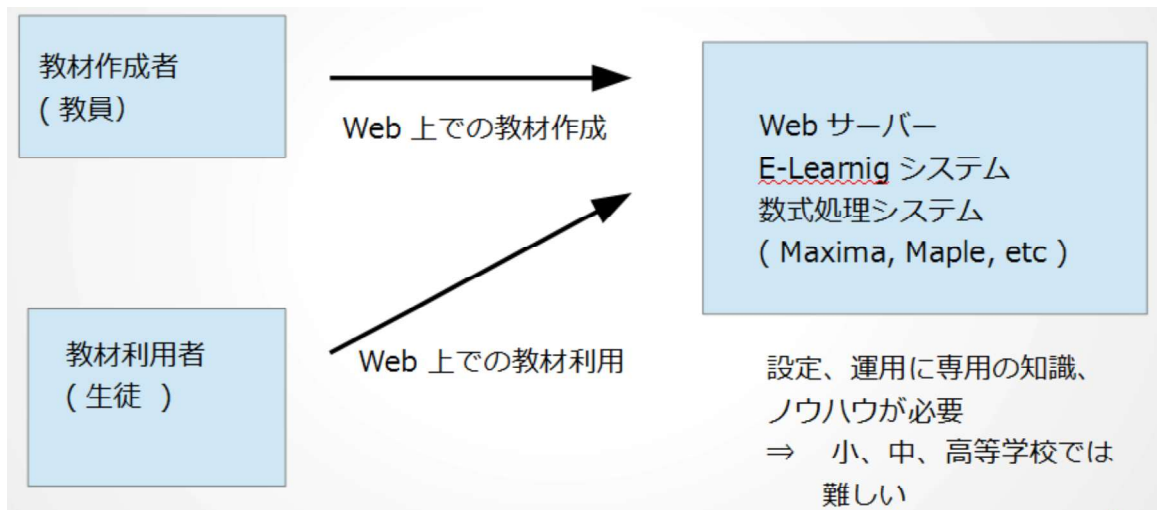 教材作成者
( 教員）
Web 上での教材作成
Web サーバー
E-Learnig システム
数式処理システム
( Maxima, Maple, etc )
教材利用者
( 生徒  )
Web 上での教材利用
設定、運用に専用の知識、
ノウハウが必要
⇒　小、中、高等学校では
難しい